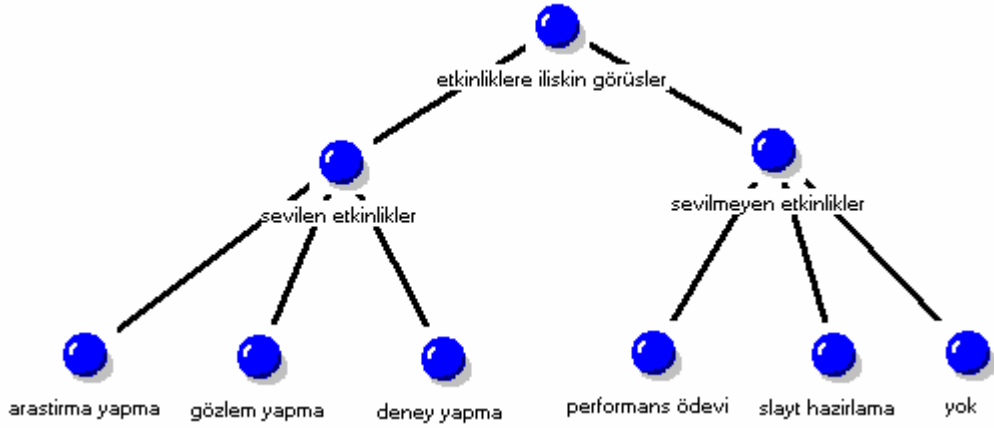 etkinliklere iliskin görüsler
sevilen etkinlikler
sevilmeyen etkinlikler
arastirma yapma
gözlem yapma
deney yapma
performans ödevi
slayt hazirlama
yok